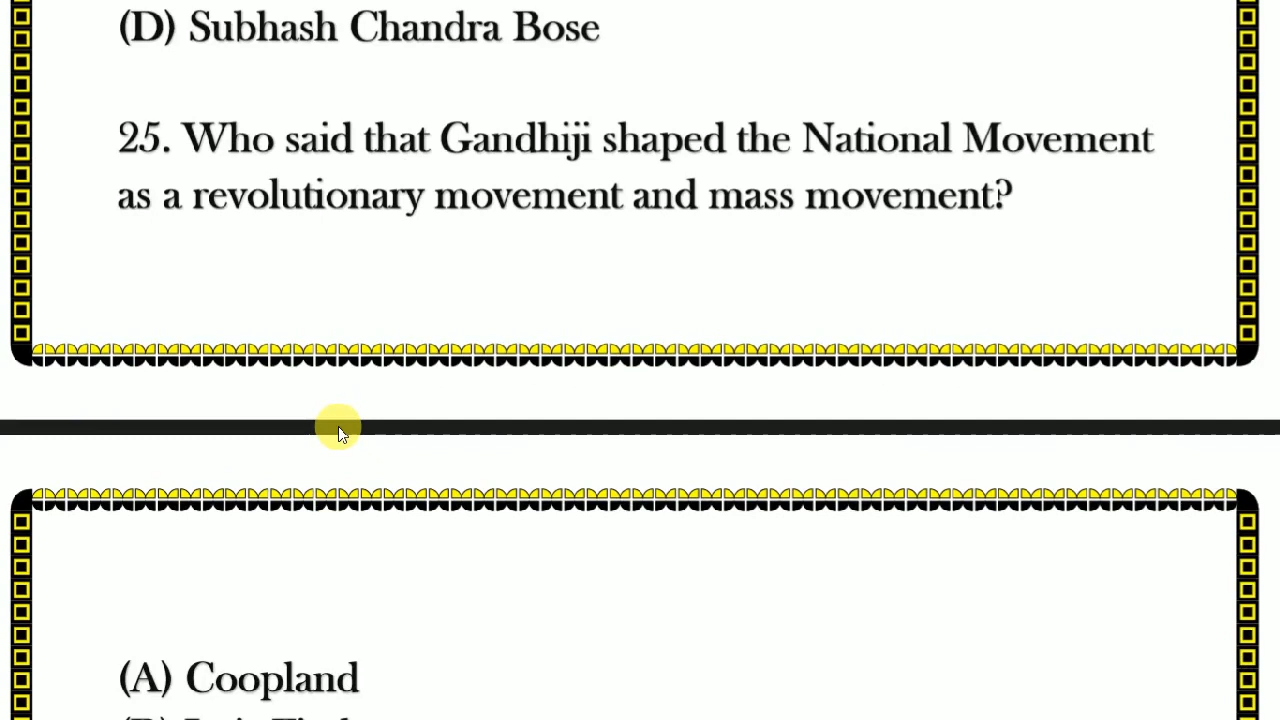 (D) Subhash Chandra Bose
25. Who said that Gandhiji shaped the National Movement
as a revolutionary movement and mass movement?
(A) Coopland